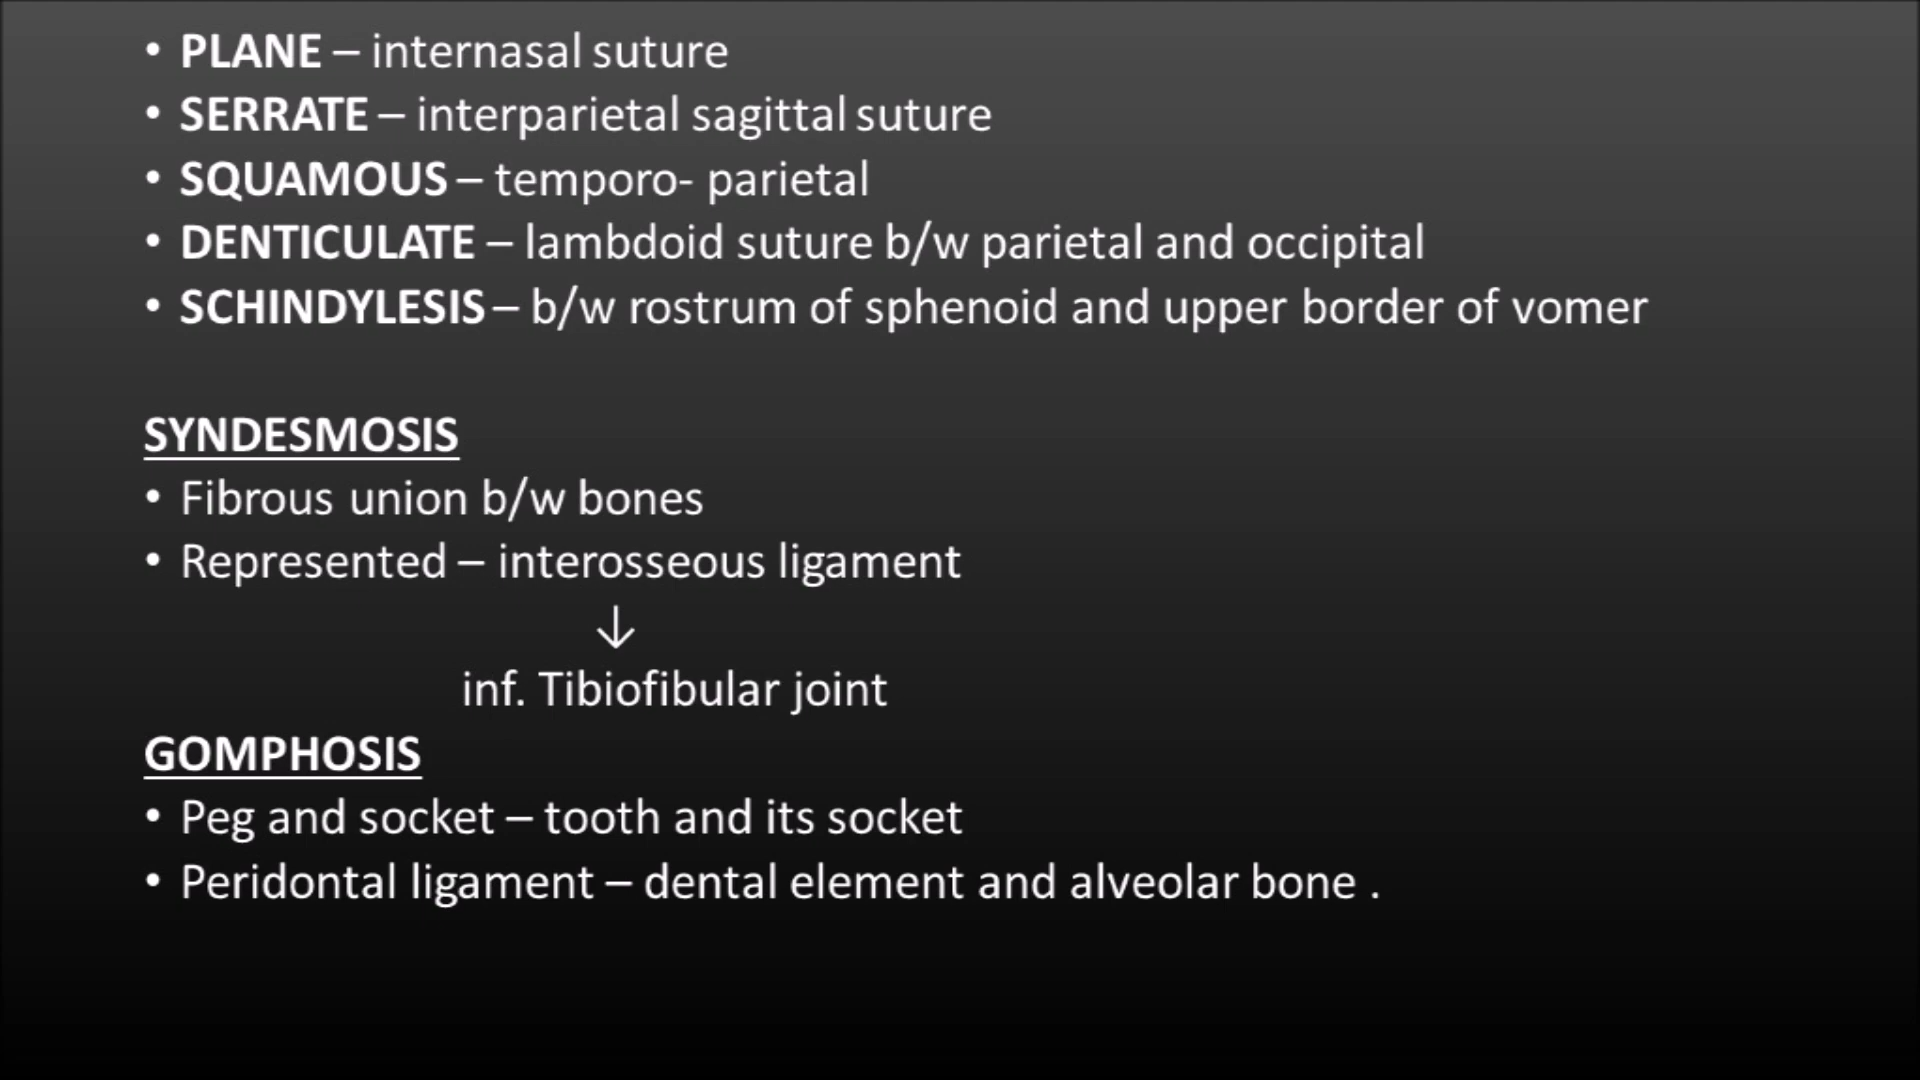 • PLANE – internasal suture
• SERRATE – interparietal sagittal suture
• SQUAMOUS – temporo- parietal
• DENTICULATE – lambdoid suture b/w parietal and occipital
• SCHINDYLESIS – b/w rostrum of sphenoid and upper border of vomer
SYNDESMOSIS
• Fibrous union b/w bones
• Represented – interosseous ligament
↓
inf. Tibiofibular joint
GOMPHOSIS
• Peg and socket – tooth and its socket
• Peridontal ligament – dental element and alveolar bone .